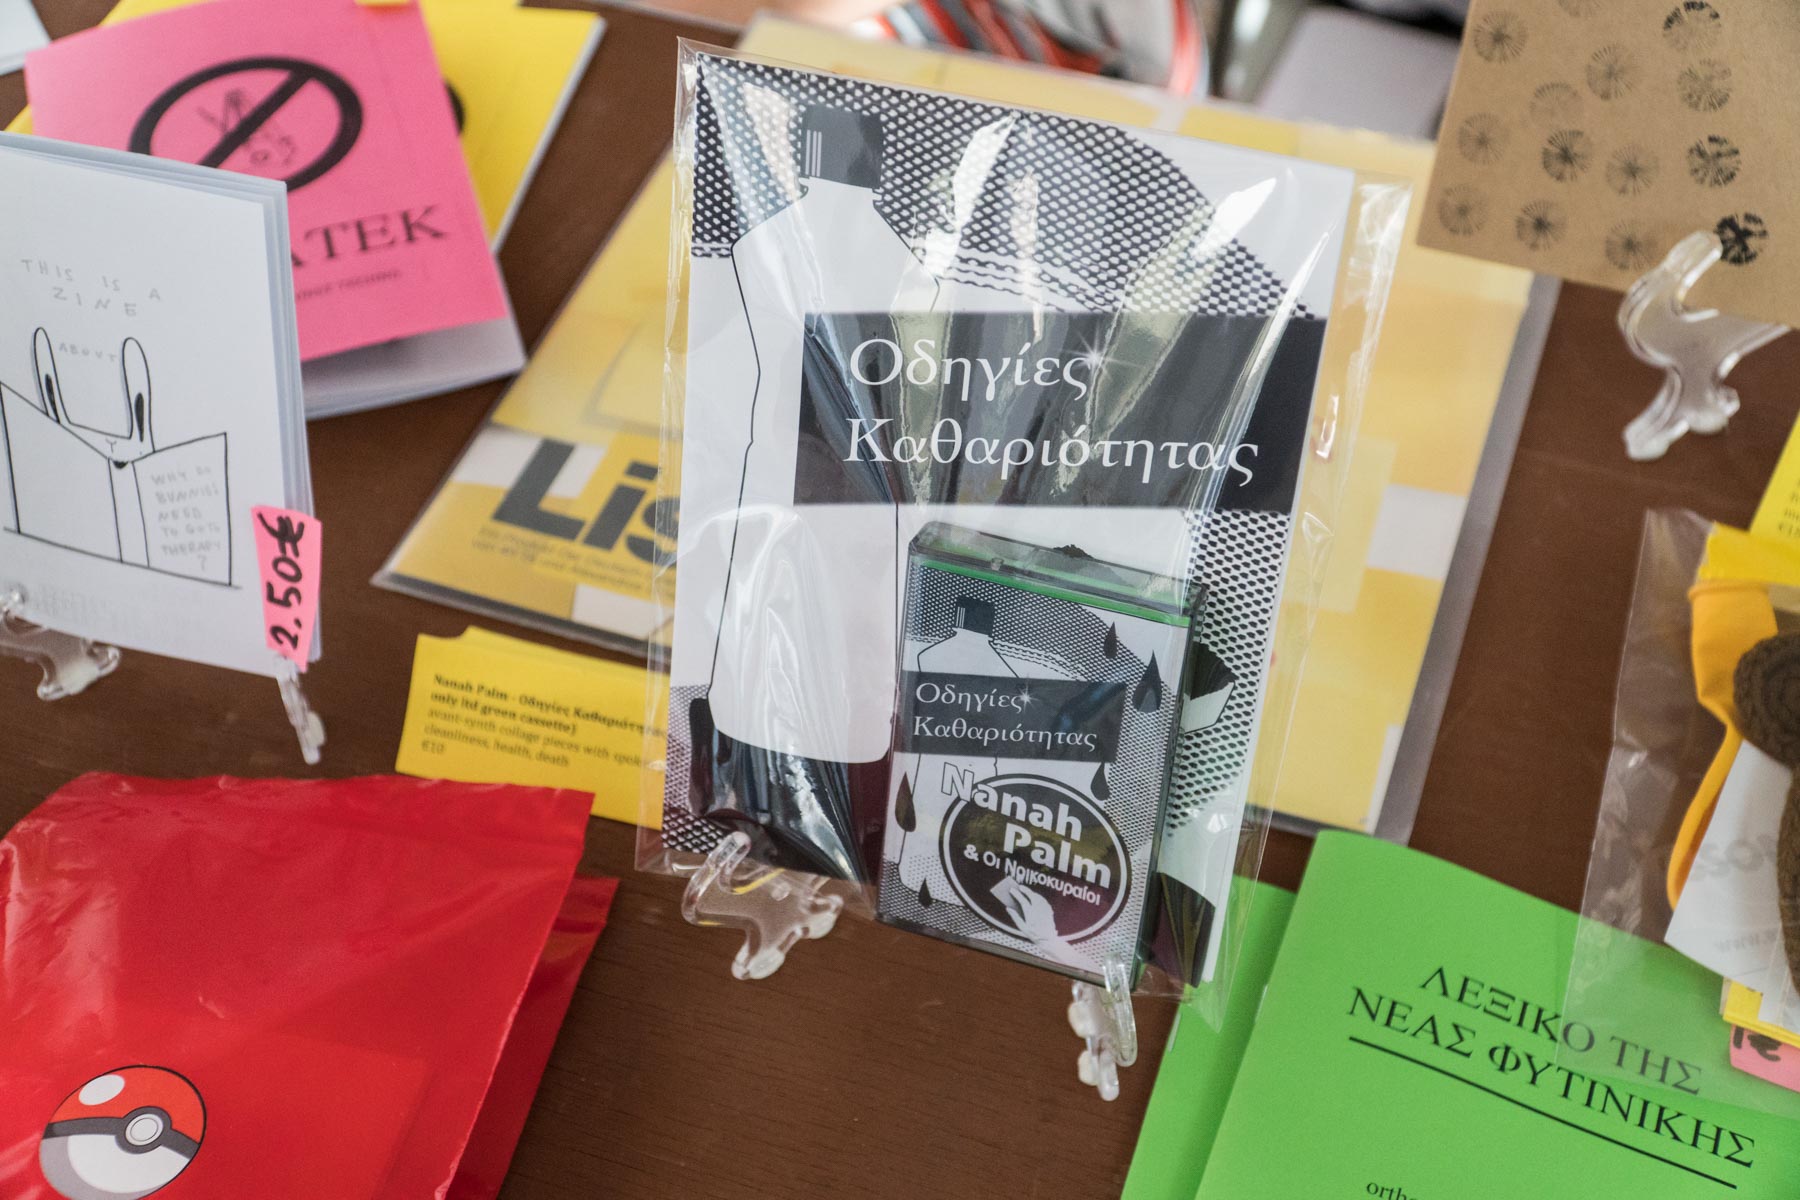 THIS IS A
ZINE
ABOUT
WHY DO
BUNNIES
NEED
TO GO TO
THERAPY
?
2.50€
ATEK
Lis
Nanah Palm - Οδηγίες Καθαριότητας
only ltd green cassette)
avant-synth collage pieces with
cleanliness, health, death
€10
Οδηγίες
Καθαριότητας
Οδηγίες
Καθαριότητας
Nanah
Palm
& Οι Νοικοκυραίοι
ΛΕΞΙΚΟ ΤΗΣ
ΝΕΑΣ ΦΥΤΙΝΙΚΗΣ
ortho